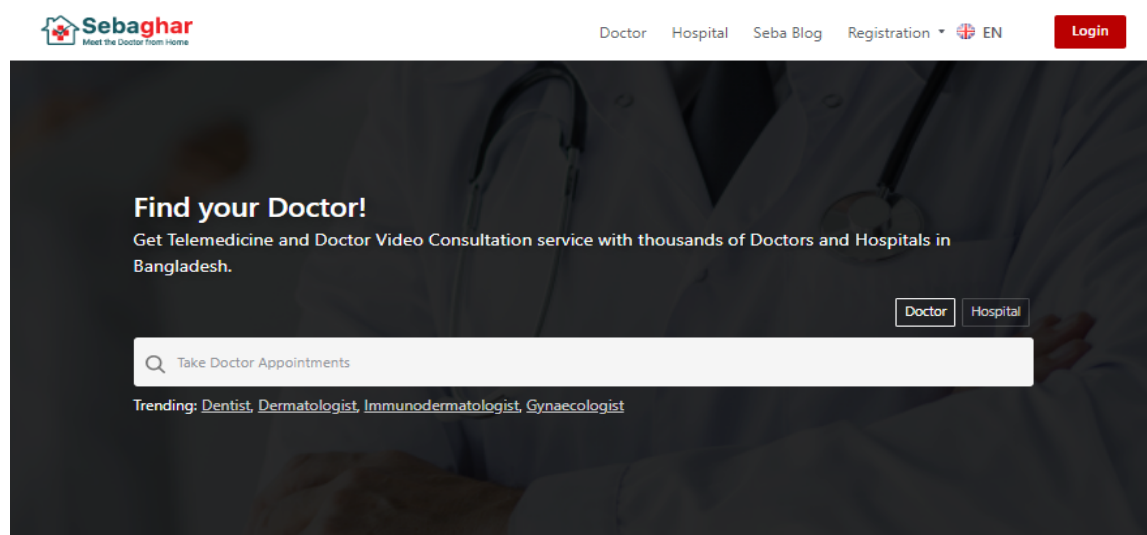 Sebaghar
Meet the Doctor from Home
Doctor Hospital Seba Blog Registration EN Login
Find your Doctor!
Get Telemedicine and Doctor Video Consultation service with thousands of Doctors and Hospitals in
Bangladesh.
Doctor Hospital
Take Doctor Appointments
Trending: Dentist, Dermatologist, Immunodermatologist, Gynaecologist